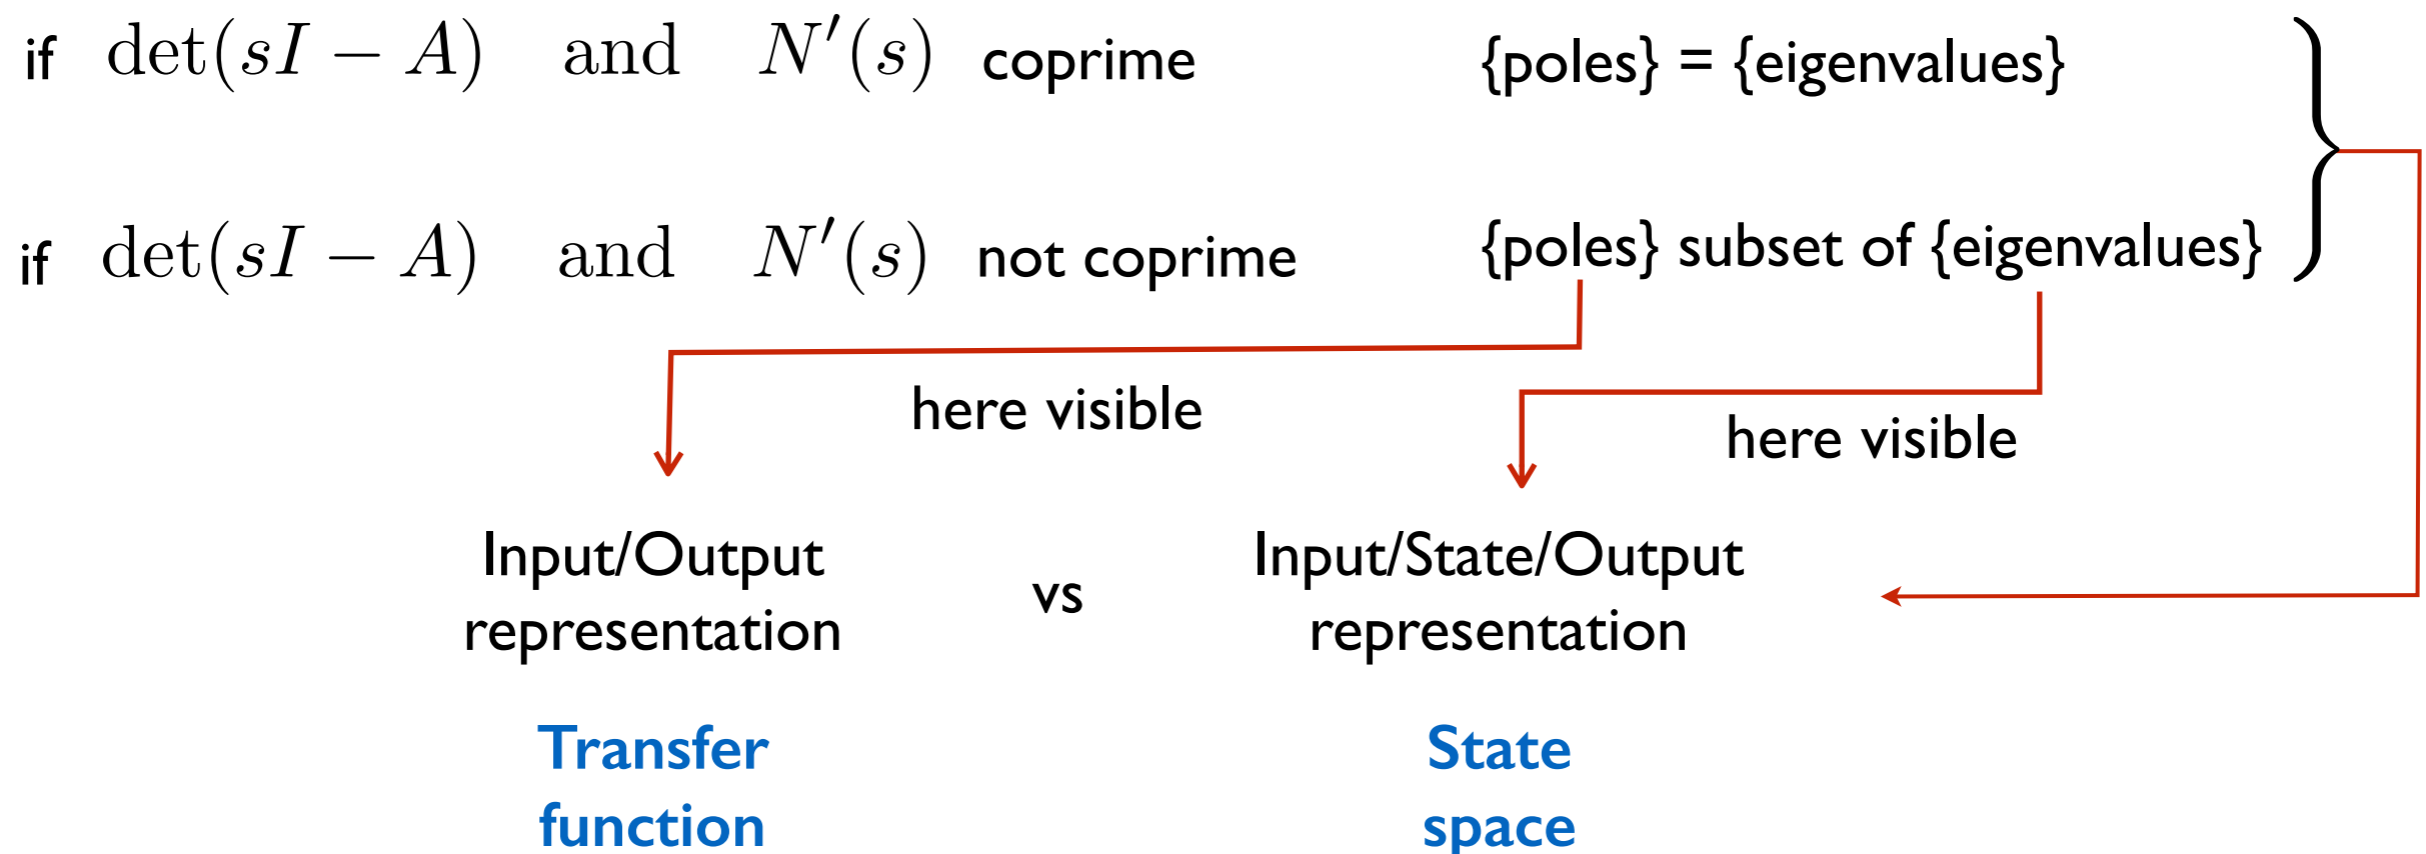 if det(sI − A) and N′(s) coprime {poles} = {eigenvalues}
if det(sI − A) and N′(s) not coprime {poles} subset of {eigenvalues}
here visible
here visible
Input/Output
representation
vs
Input/State/Output
representation
Transfer
function
State
space